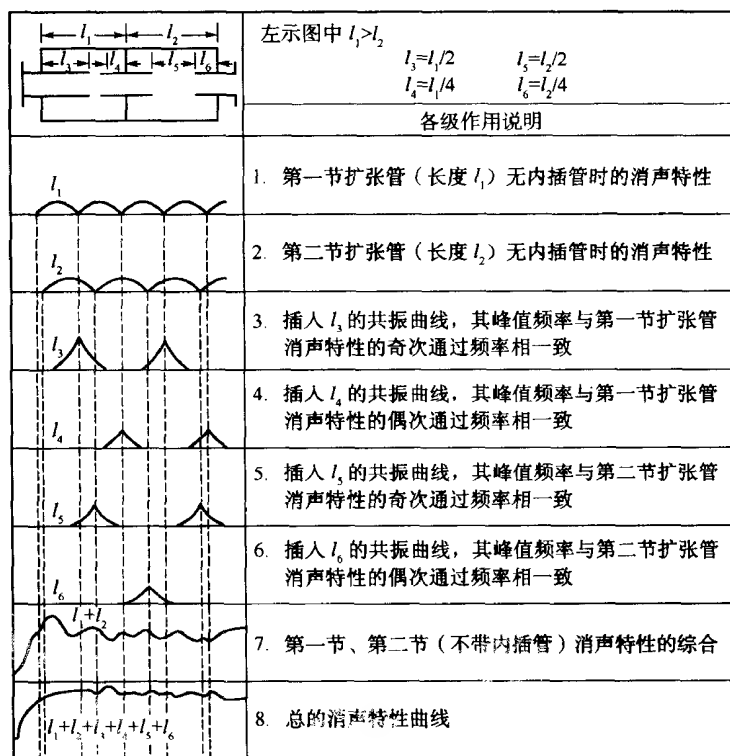 l₁ l₂
l₃ l₄ l₅ l₆
左示图中 l₁>l₂
l₃=l₁/2 l₅=l₂/2
l₄=l₁/4 l₆=l₂/4
各级作用说明
l₁
1. 第一节扩张管（长度 l₁）无内插管时的消声特性
l₂
2. 第二节扩张管（长度 l₂）无内插管时的消声特性
l₃
3. 插入 l₃ 的共振曲线，其峰值频率与第一节扩张管
消声特性的奇次通过频率相一致
l₄
4. 插入 l₄ 的共振曲线，其峰值频率与第一节扩张管
消声特性的偶次通过频率相一致
l₅
5. 插入 l₅ 的共振曲线，其峰值频率与第二节扩张管
消声特性的奇次通过频率相一致
l₆
6. 插入 l₆ 的共振曲线，其峰值频率与第二节扩张管
消声特性的偶次通过频率相一致
l₁+l₂
7. 第一节、第二节（不带内插管）消声特性的综合
l₁+l₂+l₃+l₄+l₅+l₆
8. 总的消声特性曲线